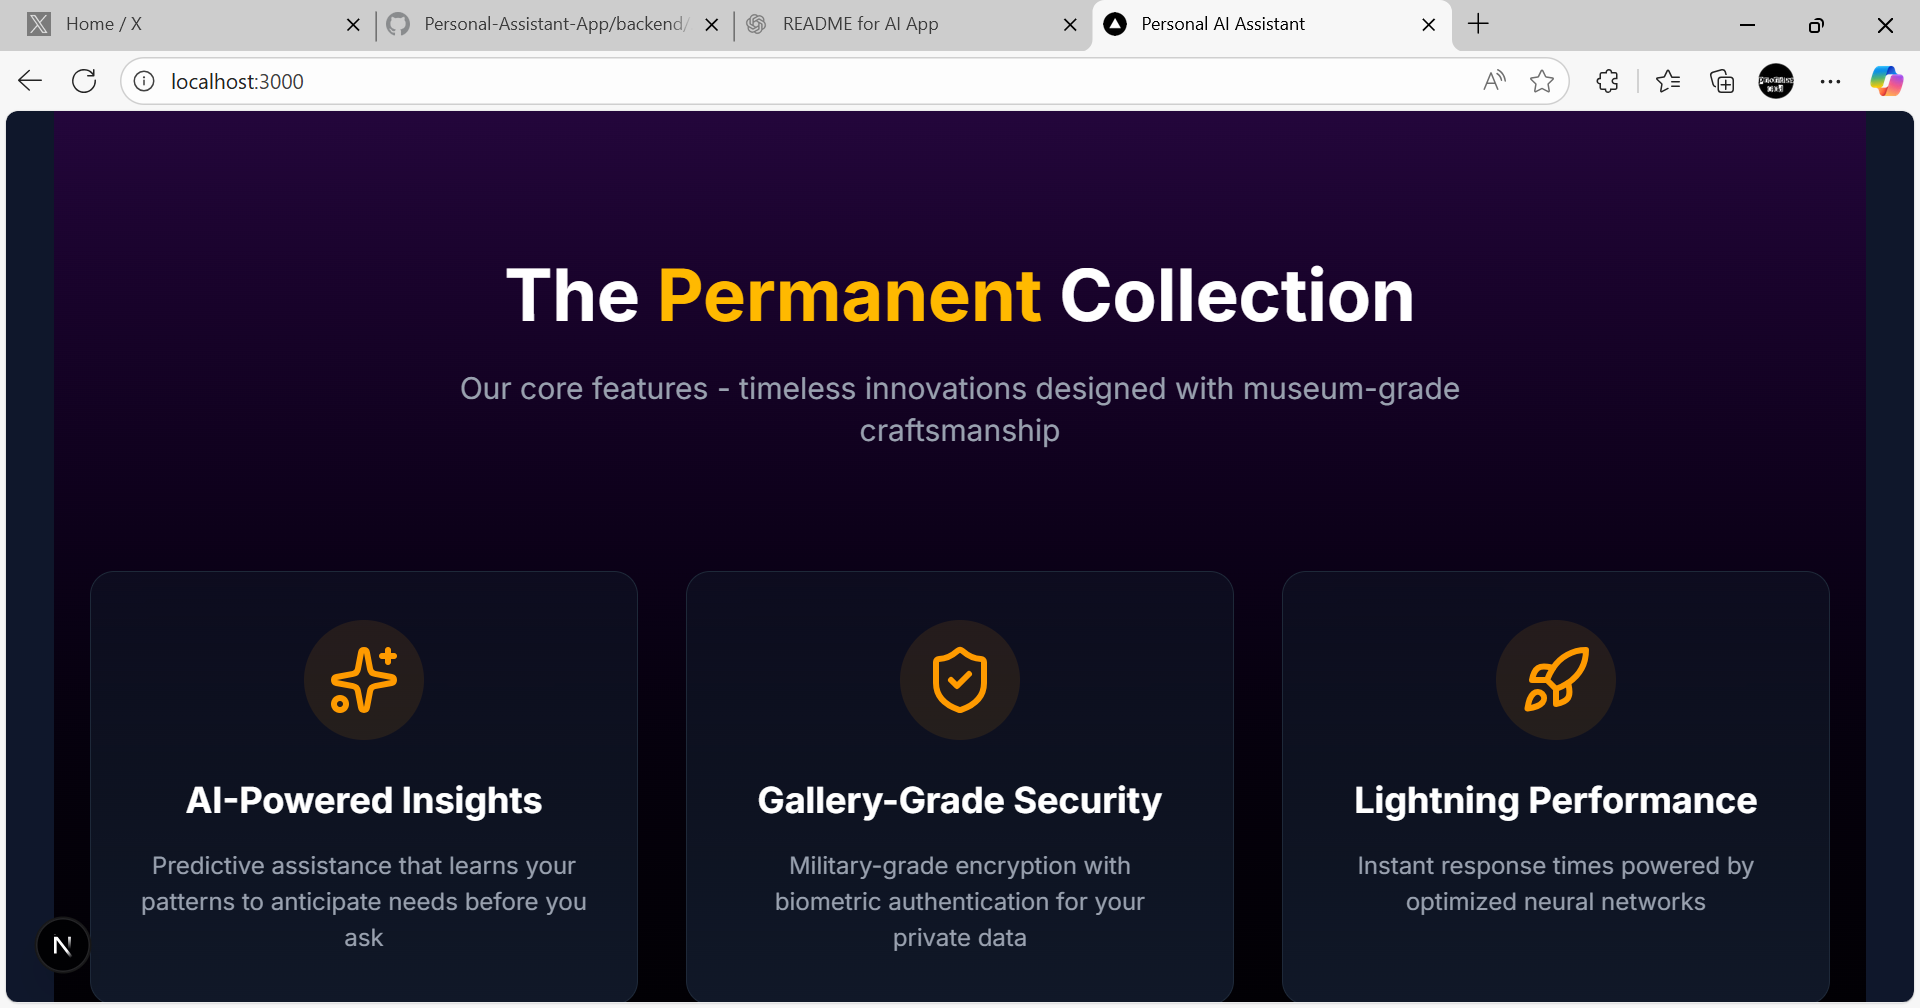 Home / X
Personal-Assistant-App/backend/
README for AI App
Personal AI Assistant
localhost:3000
The Permanent Collection
Our core features - timeless innovations designed with museum-grade
craftsmanship
AI-Powered Insights
Predictive assistance that learns your
patterns to anticipate needs before you
ask
Gallery-Grade Security
Military-grade encryption with
biometric authentication for your
private data
Lightning Performance
Instant response times powered by
optimized neural networks
N